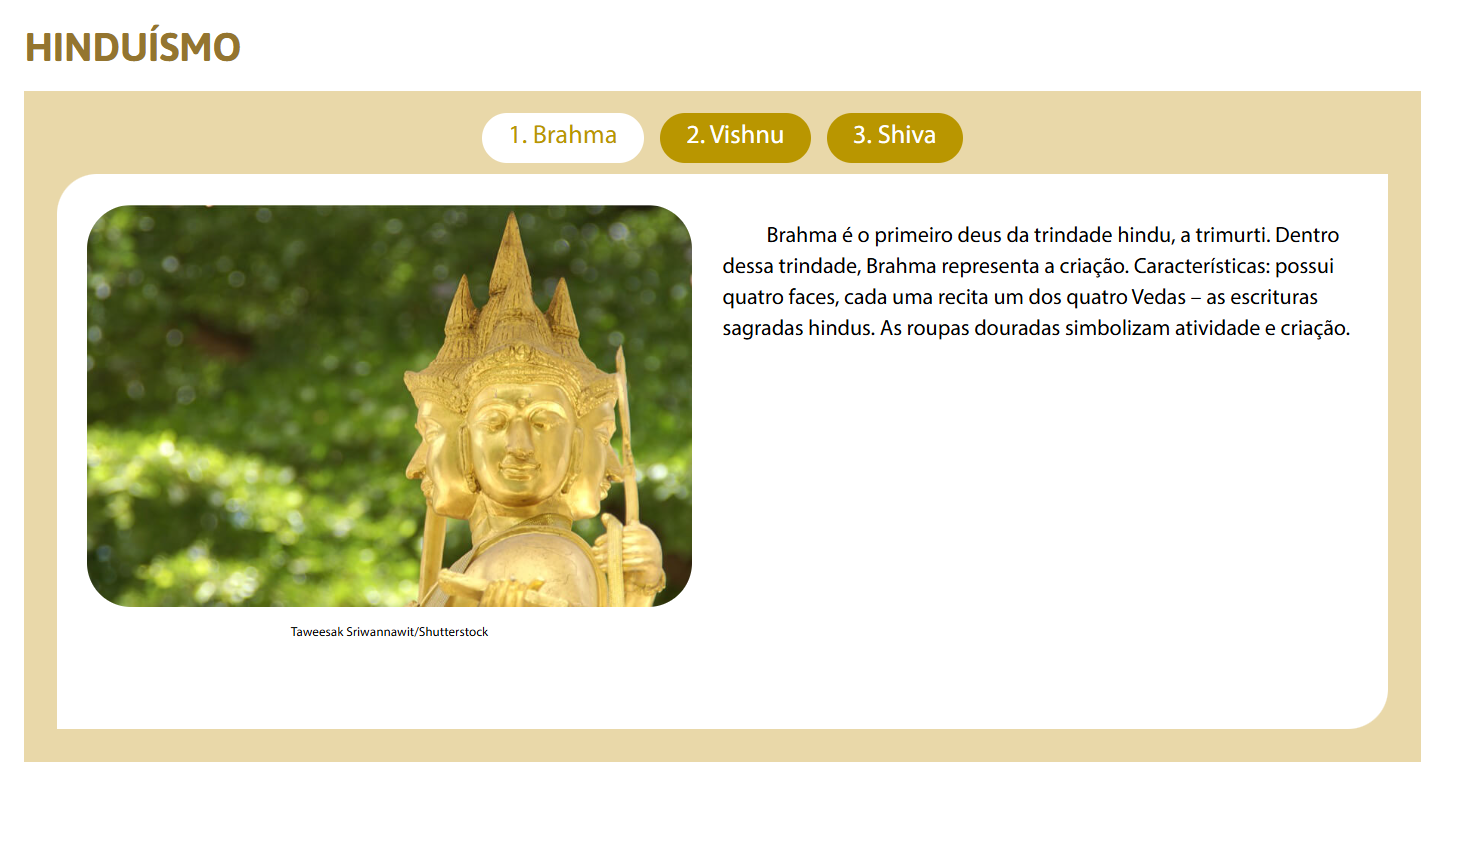 HINDUÍSMO
1. Brahma
2. Vishnu
3. Shiva
Brahma é o primeiro deus da trindade hindu, a trimurti. Dentro
dessa trindade, Brahma representa a criação. Características: possui
quatro faces, cada uma recita um dos quatro Vedas – as escrituras
sagradas hindus. As roupas douradas simbolizam atividade e criação.
Taweesak Sriwannawit/Shutterstock